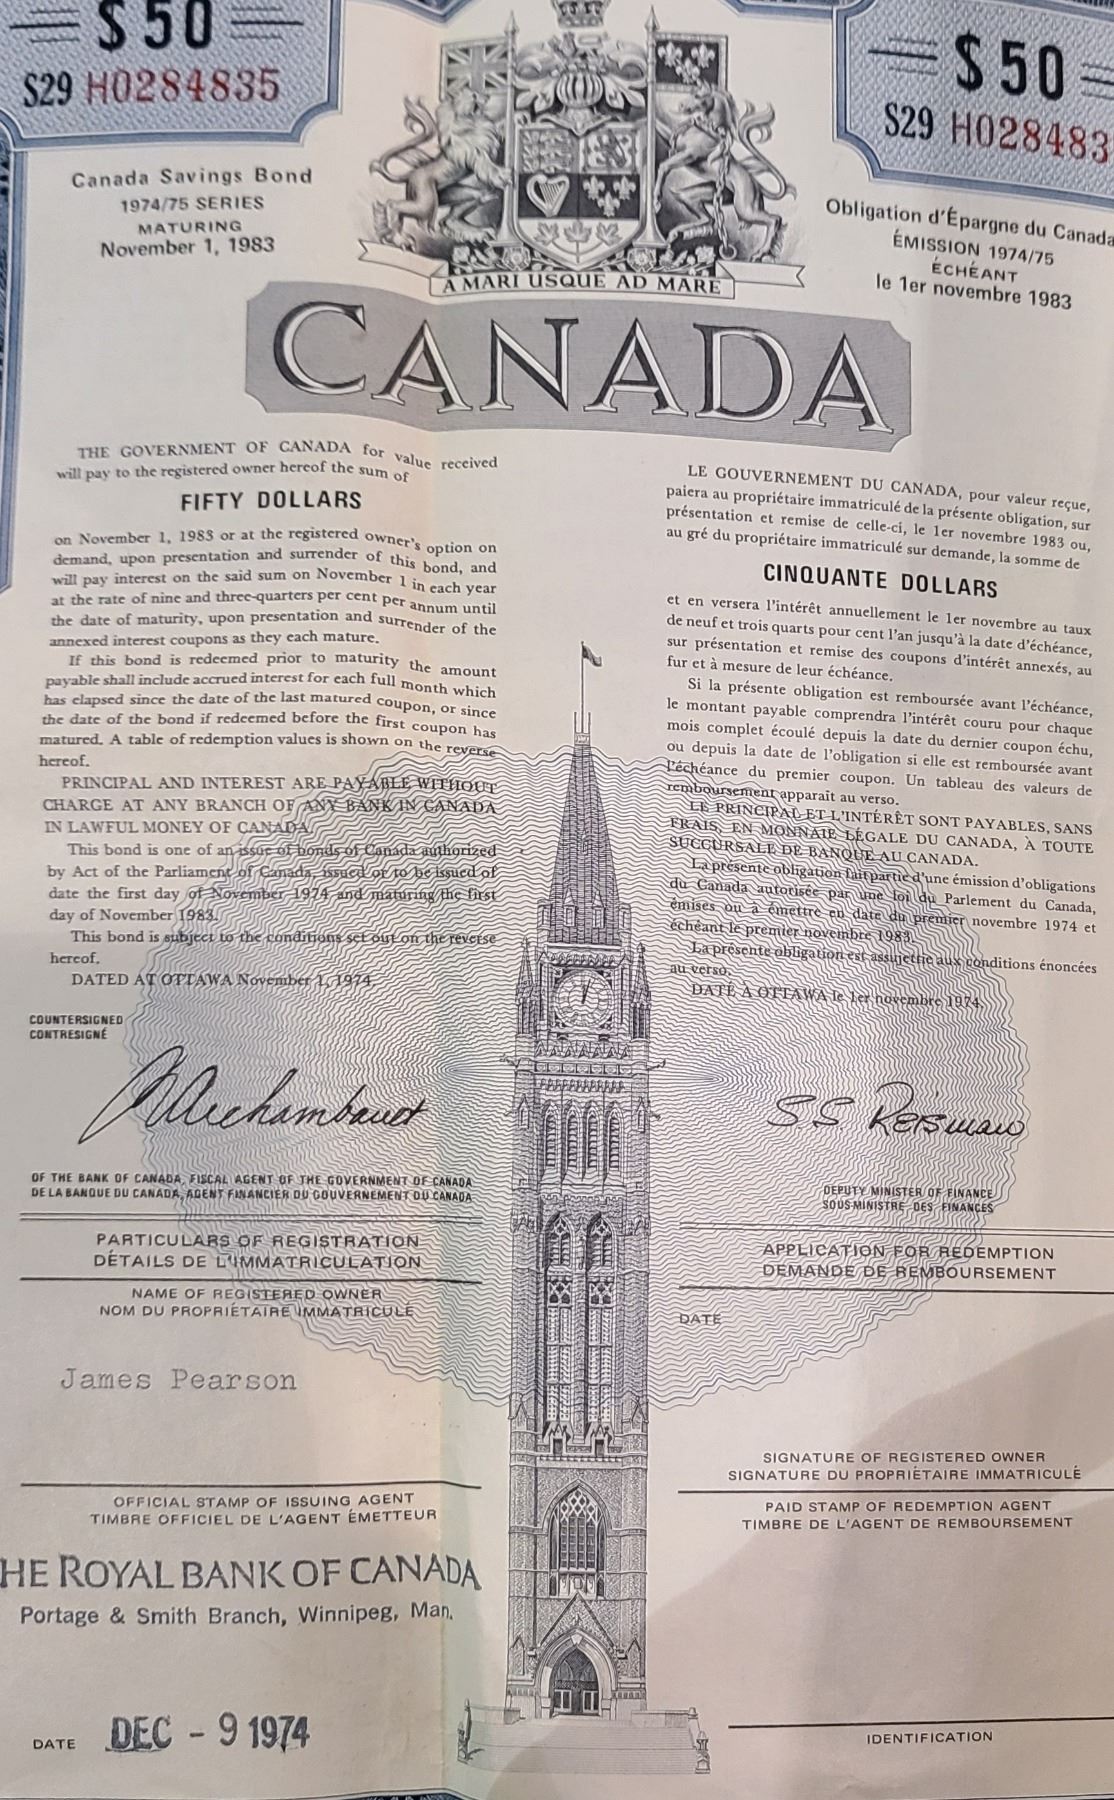 $50
S29 H0284835
$50
S29 H028483
Canada Savings Bond
1974/75 SERIES
MATURING
November 1, 1983
Obligation d'Épargne du Canada
ÉMISSION 1974/75
ÉCHÉANT
le 1er novembre 1983
A MARI USQUE AD MARE
CANADA
THE GOVERNMENT OF CANADA for value received
will pay to the registered owner hereof the sum of
FIFTY DOLLARS
on November 1, 1983 or at the registered owner's option on
demand, upon presentation and surrender of this bond, and
will pay interest on the said sum on November 1 in each year
at the rate of nine and three-quarters per cent per annum until
the date of maturity, upon presentation and surrender of the
annexed interest coupons as they each mature.
If this bond is redeemed prior to maturity the amount
payable shall include accrued interest for each full month which
has elapsed since the date of the last matured coupon, or since
the date of the bond if redeemed before the first coupon has
matured. A table of redemption values is shown on the reverse
hereof.
PRINCIPAL AND INTEREST ARE PAYABLE WITHOUT
CHARGE AT ANY BRANCH OF ANY BANK IN CANADA
IN LAWFUL MONEY OF CANADA.
This bond is one of an issue of bonds of Canada authorized
by Act of the Parliament of Canada, issued or to be issued of
date the first day of November 1974 and maturing the first
day of November 1983.
This bond is subject to the conditions set out on the reverse
hereof.
DATED AT OTTAWA November 1, 1974.
LE GOUVERNEMENT DU CANADA, pour valeur reçue,
paiera au propriétaire immatriculé de la présente obligation, sur
présentation et remise de celle-ci, le 1er novembre 1983 ou,
au gré du propriétaire immatriculé sur demande, la somme de
CINQUANTE DOLLARS
et en versera l'intérêt annuellement le 1er novembre au taux
de neuf et trois quarts pour cent l'an jusqu'à la date d'échéance,
sur présentation et remise des coupons d'intérêt annexés, au
fur et à mesure de leur échéance.
Si la présente obligation est remboursée avant l'échéance,
le montant payable comprendra l'intérêt couru pour chaque
mois complet écoulé depuis la date du dernier coupon échu,
ou depuis la date de l'obligation si elle est remboursée avant
l'échéance du premier coupon. Un tableau des valeurs de
remboursement apparaît au verso.
LE PRINCIPAL ET L'INTÉRÊT SONT PAYABLES, SANS
FRAIS, EN MONNAIE LÉGALE DU CANADA, À TOUTE
SUCCURSALE DE BANQUE AU CANADA.
La présente obligation fait partie d'une émission d'obligations
du Canada autorisée par une loi du Parlement du Canada,
émises ou à émettre en date du premier novembre 1974 et
échéant le premier novembre 1983.
La présente obligation est assujettie aux conditions énoncées
au verso.
DATÉ À OTTAWA le 1er novembre 1974.
COUNTERSIGNED
CONTRESIGNÉ
S.S. Reisman
OF THE BANK OF CANADA, FISCAL AGENT OF THE GOVERNMENT OF CANADA
DE LA BANQUE DU CANADA, AGENT FINANCIER DU GOUVERNEMENT DU CANADA
DEPUTY MINISTER OF FINANCE
SOUS-MINISTRE DES FINANCES
PARTICULARS OF REGISTRATION
DÉTAILS DE L'IMMATRICULATION
NAME OF REGISTERED OWNER
NOM DU PROPRIÉTAIRE IMMATRICULÉ
James Pearson
OFFICIAL STAMP OF ISSUING AGENT
TIMBRE OFFICIEL DE L'AGENT ÉMETTEUR
HE ROYAL BANK OF CANADA
Portage & Smith Branch, Winnipeg, Man.
DATE DEC - 9 1974
APPLICATION FOR REDEMPTION
DEMANDE DE REMBOURSEMENT
DATE
SIGNATURE OF REGISTERED OWNER
SIGNATURE DU PROPRIÉTAIRE IMMATRICULÉ
PAID STAMP OF REDEMPTION AGENT
TIMBRE DE L'AGENT DE REMBOURSEMENT
IDENTIFICATION